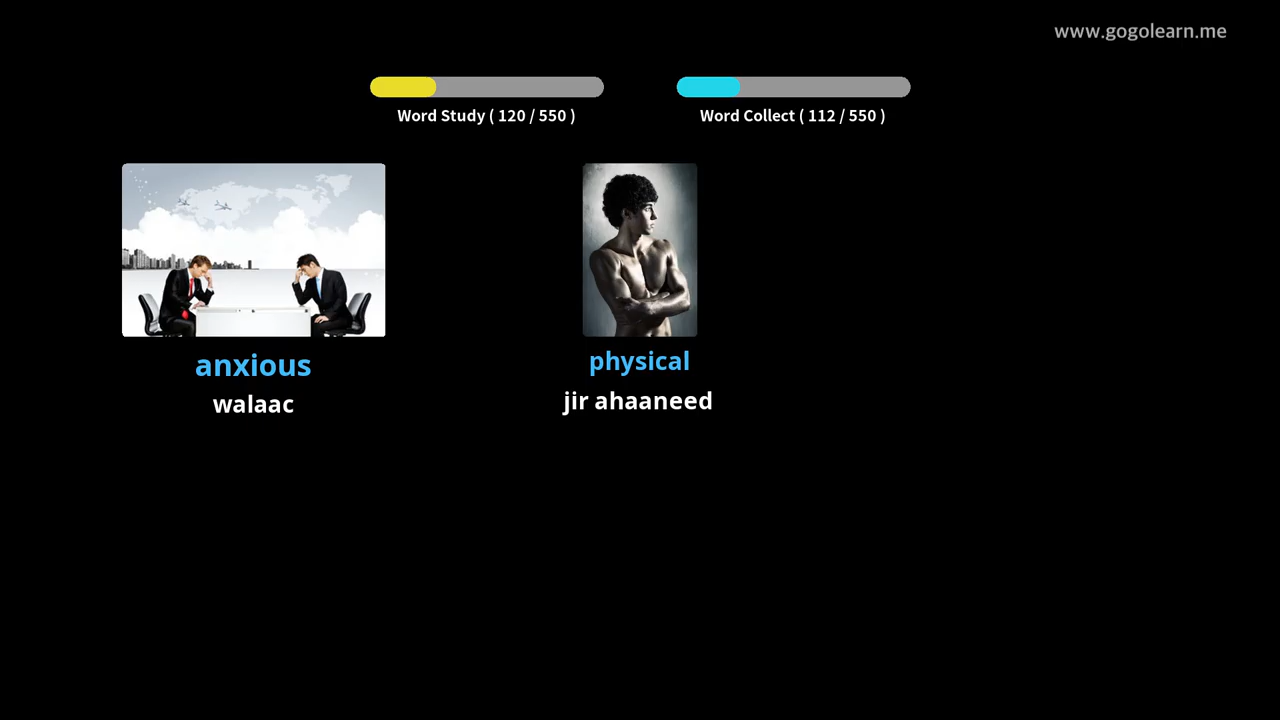 www.gogolearn.me
Word Study ( 120 / 550 )
Word Collect ( 112 / 550 )
anxious
walaac
physical
jir ahaaneed